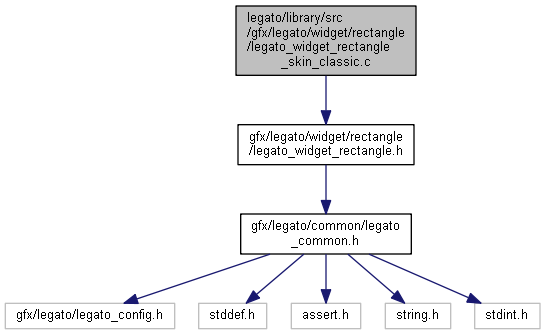 legato/library/src
/gfx/legato/widget/rectangle
/legato_widget_rectangle
_skin_classic.c
gfx/legato/widget/rectangle
/legato_widget_rectangle.h
gfx/legato/common/legato
_common.h
gfx/legato/legato_config.h
stddef.h
assert.h
string.h
stdint.h